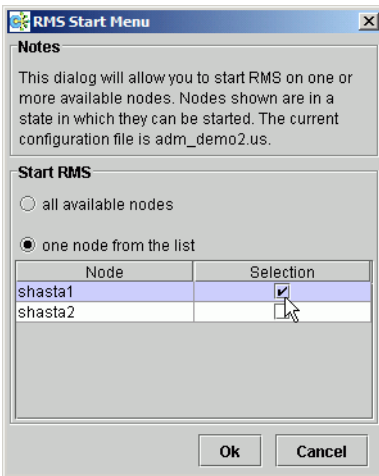 RMS Start Menu
Notes
This dialog will allow you to start RMS on one or
more available nodes. Nodes shown are in a
state in which they can be started. The current
configuration file is adm_demo2.us.
Start RMS
all available nodes
one node from the list
Node Selection
shasta1
shasta2
Ok Cancel